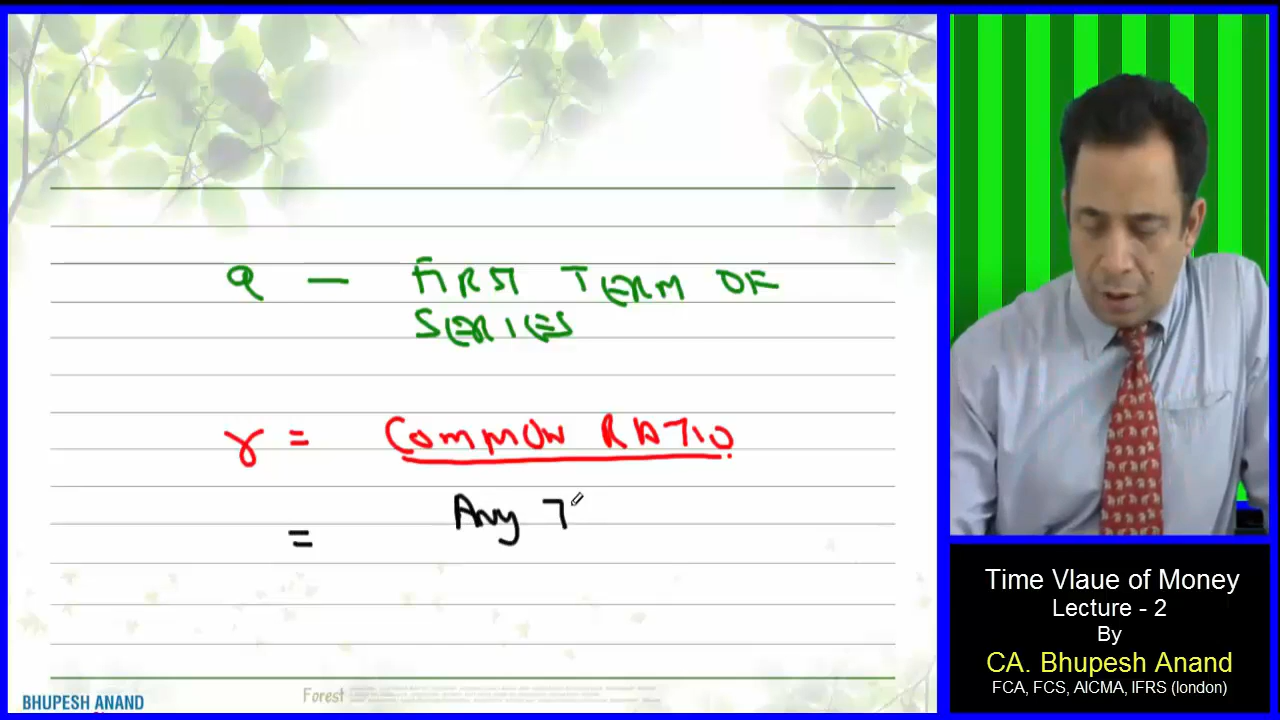 a — FIRST TERM OF
SERIES
r = COMMON RATIO
= Any T
BHUPESH ANAND
Forest
Time Vlaue of Money
Lecture - 2
By
CA. Bhupesh Anand
FCA, FCS, AICMA, IFRS (london)